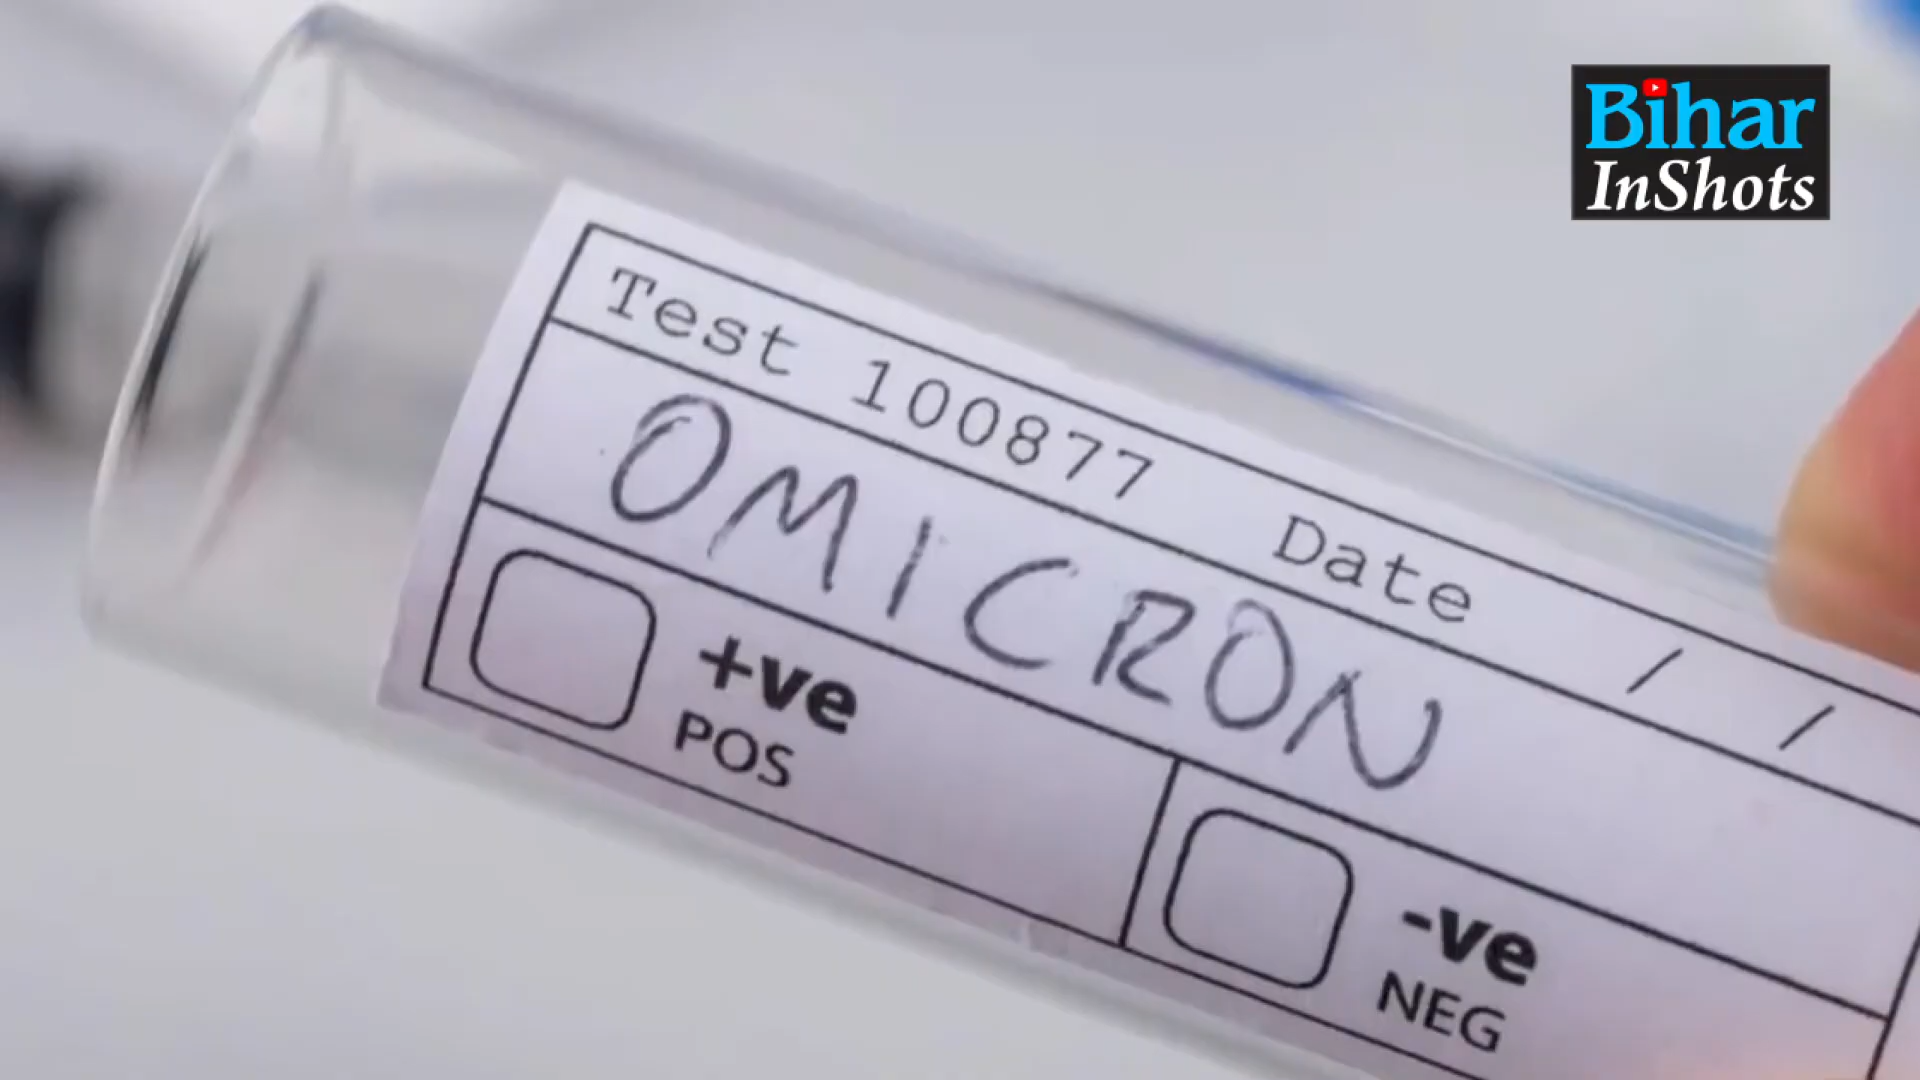 Bihar
InShots
Test 100877 Date / /
OMICRON
+ve
POS
-ve
NEG